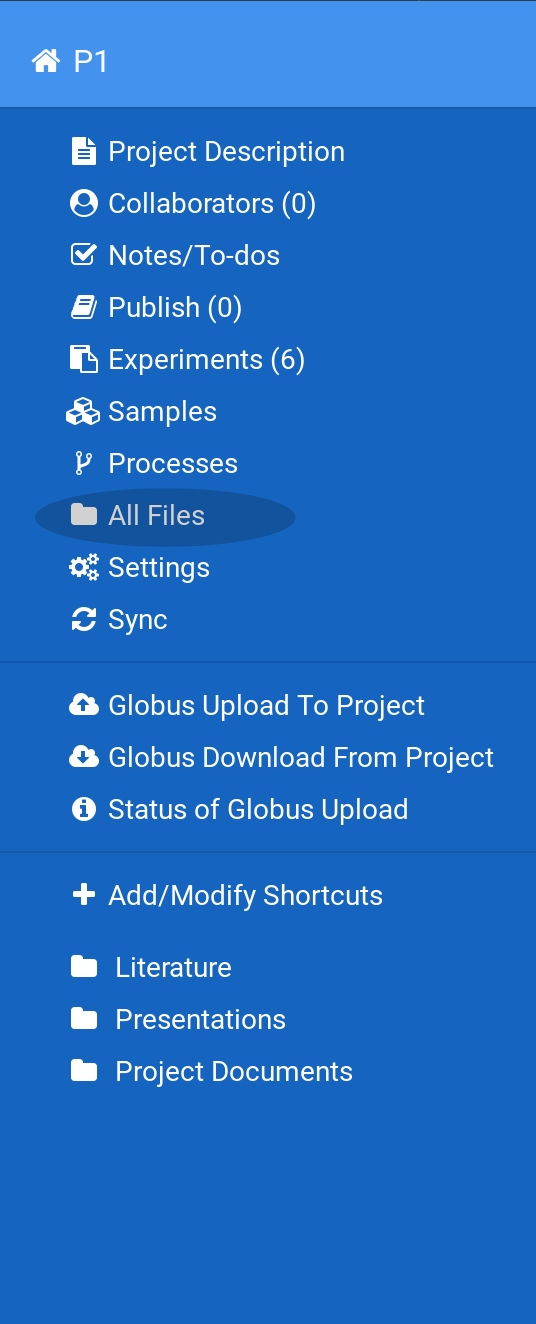 P1
Project Description
Collaborators (0)
Notes/To-dos
Publish (0)
Experiments (6)
Samples
Processes
All Files
Settings
Sync
Globus Upload To Project
Globus Download From Project
Status of Globus Upload
Add/Modify Shortcuts
Literature
Presentations
Project Documents